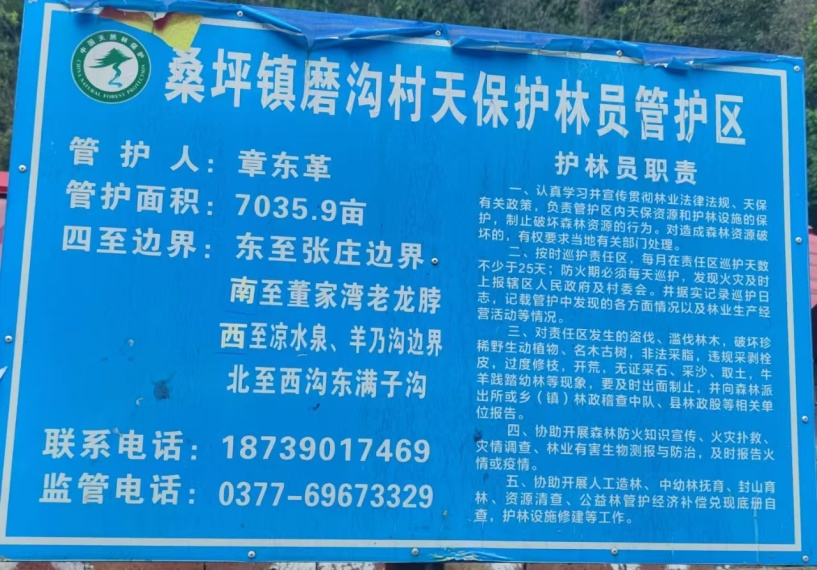 中国天然林保护
CHINA NATURAL FOREST PROTECTION
桑坪镇磨沟村天保护林员管护区
管护人：章东革
管护面积：7035.9亩
四至边界：东至张庄边界
南至董家湾老龙脖
西至凉水泉、羊乃沟边界
北至西沟东满子沟
联系电话：18739017469
监管电话：0377-69673329
护林员职责
一、认真学习并宣传贯彻林业法律法规、天保
有关政策，负责管护区内天保资源和护林设施的保
护，制止破坏森林资源的行为。对造成森林资源破
坏的，有权要求当地有关部门处理。
二、按时巡护责任区，每月在责任区巡护天数
不少于25天；防火期必须每天巡护，发现火灾及时
上报辖区人民政府及村委会。并据实记录巡护日
志，记载管护中发现的各方面情况以及林业生产经
营活动等情况。
三、对责任区发生的盗伐、滥伐林木，破坏珍
稀野生动植物、名木古树，非法采脂，违规采剥栓
皮，过度修枝，开荒，无证采石、采沙、取土，牛
羊践踏幼林等现象，要及时出面制止，并向森林派
出所或乡（镇）林政稽查中队、县林政股等相关单
位报告。
四、协助开展森林防火知识宣传、火灾扑救、
灾情调查、林业有害生物测报与防治，及时报告火
情或疫情。
五、协助开展人工造林、中幼林抚育、封山育
林、资源清查、公益林管护经济补偿兑现底册自
查，护林设施修建等工作。